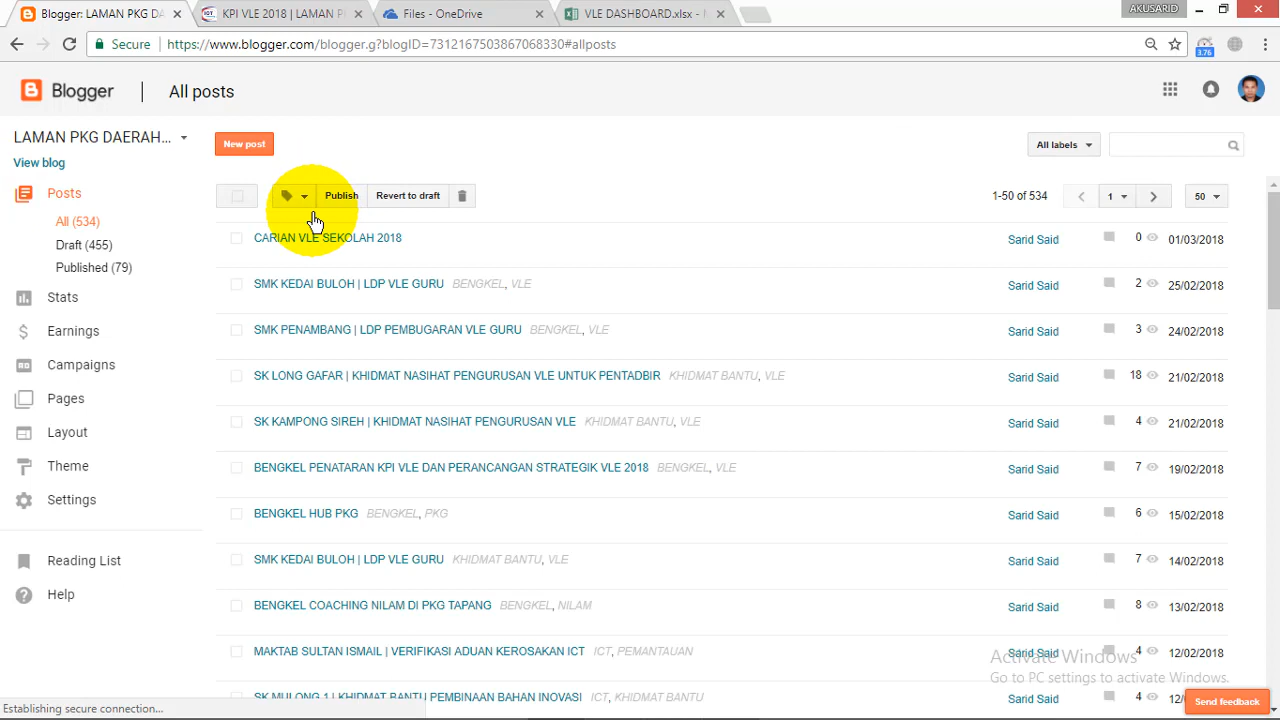 Blogger: LAMAN PKG DAERAH
KPI VLE 2018 | LAMAN P
Files - OneDrive
VLE DASHBOARD.xlsx -
AKUSARID
Secure
https://www.blogger.com/blogger.g?blogID=7312167503867068330#allposts
3.76
Blogger
All posts
LAMAN PKG DAERAH...
New post
All labels
View blog
Posts
Publish
Revert to draft
1-50 of 534
1
50
All (534)
Draft (455)
Published (79)
Stats
Earnings
Campaigns
Pages
Layout
Theme
Settings
Reading List
Help
CARIAN VLE SEKOLAH 2018 Sarid Said 0 01/03/2018
SMK KEDAI BULOH | LDP VLE GURU BENGKEL, VLE Sarid Said 2 25/02/2018
SMK PENAMBANG | LDP PEMBUGARAN VLE GURU BENGKEL, VLE Sarid Said 3 24/02/2018
SK LONG GAFAR | KHIDMAT NASIHAT PENGURUSAN VLE UNTUK PENTADBIR KHIDMAT BANTU, VLE Sarid Said 18 21/02/2018
SK KAMPONG SIREH | KHIDMAT NASIHAT PENGURUSAN VLE KHIDMAT BANTU, VLE Sarid Said 4 21/02/2018
BENGKEL PENATARAN KPI VLE DAN PERANCANGAN STRATEGIK VLE 2018 BENGKEL, VLE Sarid Said 7 19/02/2018
BENGKEL HUB PKG BENGKEL, PKG Sarid Said 6 15/02/2018
SMK KEDAI BULOH | LDP VLE GURU KHIDMAT BANTU, VLE Sarid Said 7 14/02/2018
BENGKEL COACHING NILAM DI PKG TAPANG BENGKEL, NILAM Sarid Said 8 13/02/2018
MAKTAB SULTAN ISMAIL | VERIFIKASI ADUAN KEROSAKAN ICT ICT, PEMANTAUAN Sarid Said 4 12/02/2018
SK MULONG 1 | KHIDMAT BANTU PEMBINAAN BAHAN INOVASI ICT, KHIDMAT BANTU Sarid Said 4
Activate Windows
Go to PC settings to activate Windows.
Send feedback
Establishing secure connection...